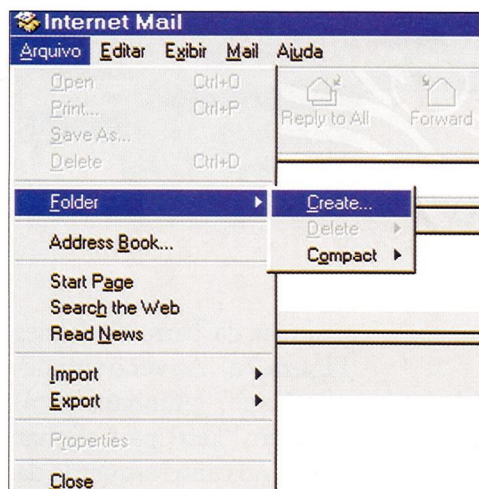 Internet Mail
Arquivo Editar Exibir Mail Ajuda
Open Ctrl+O
Print... Ctrl+P
Save As...
Delete Ctrl+D
Reply to All Forward
Folder
Create...
Delete
Compact
Address Book...
Start Page
Search the Web
Read News
Import
Export
Properties
Close